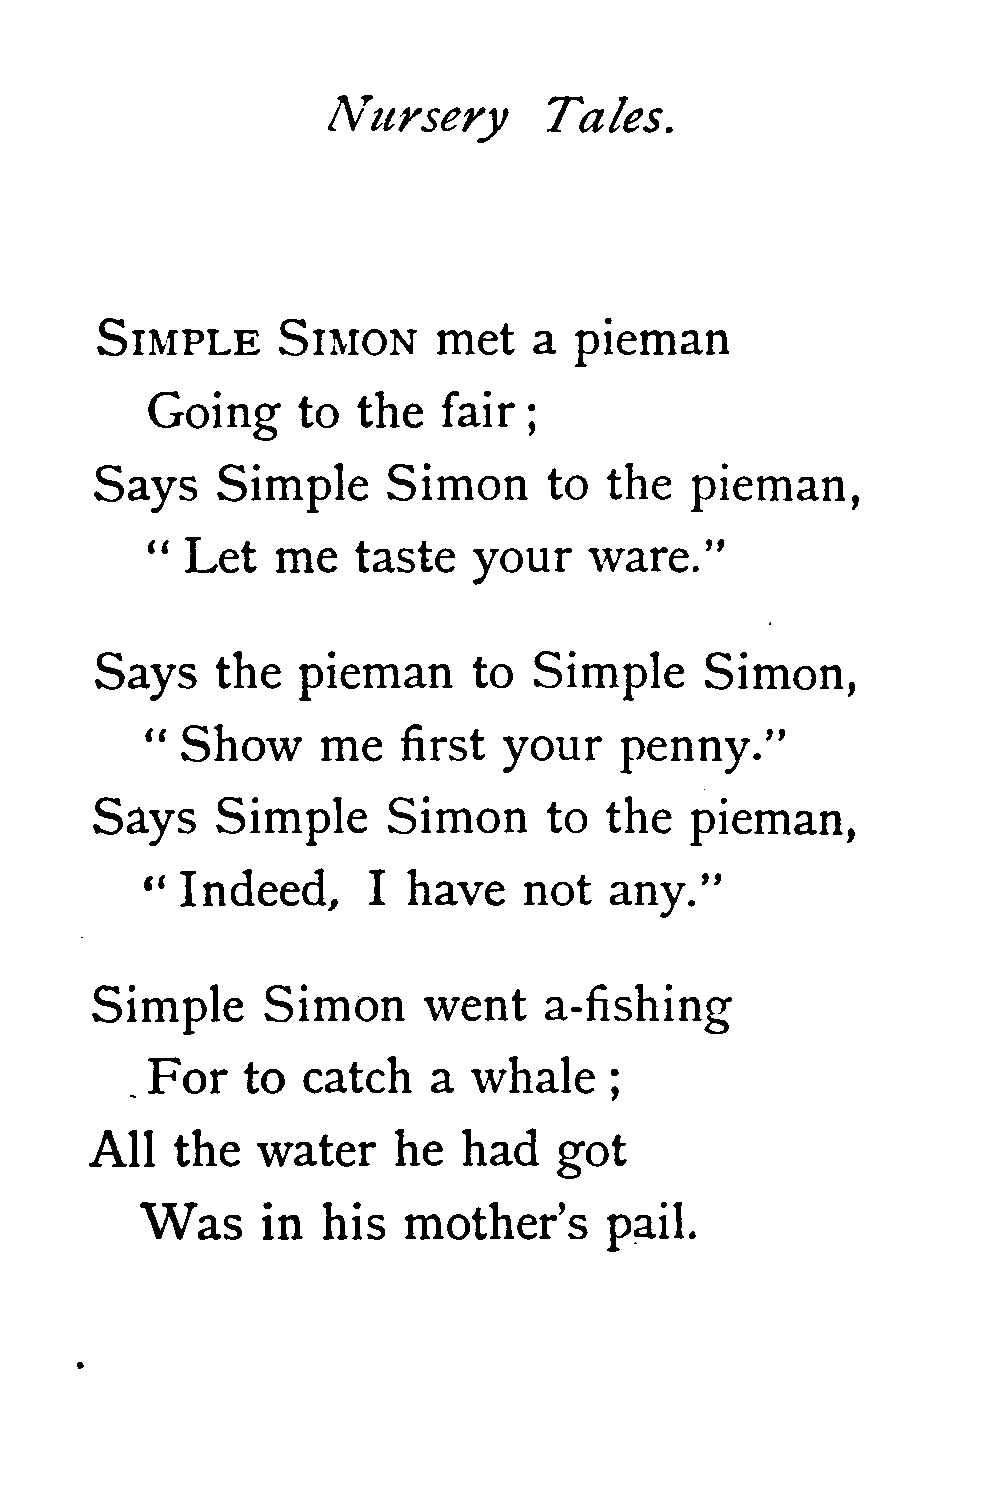 Nursery Tales.
SIMPLE SIMON met a pieman
Going to the fair ;
Says Simple Simon to the pieman,
“ Let me taste your ware.”
Says the pieman to Simple Simon,
“ Show me first your penny.”
Says Simple Simon to the pieman,
“ Indeed, I have not any.”
Simple Simon went a-fishing
For to catch a whale ;
All the water he had got
Was in his mother’s pail.